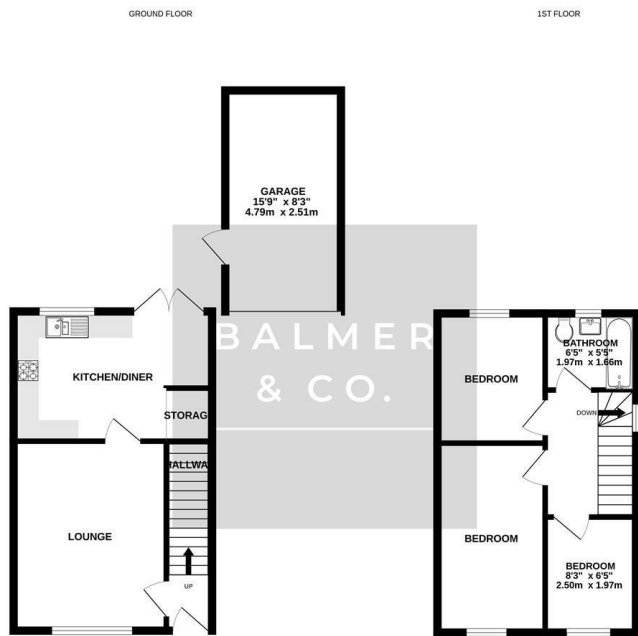 GROUND FLOOR
1ST FLOOR
GARAGE
15'9" x 8'3"
4.79m x 2.51m
BALMER
& CO.
KITCHEN/DINER
STORAG
HALLWA
LOUNGE
UP
BATHROOM
6'5" x 5'5"
1.97m x 1.66m
BEDROOM
DOWN
BEDROOM
BEDROOM
8'3" x 6'5"
2.50m x 1.97m